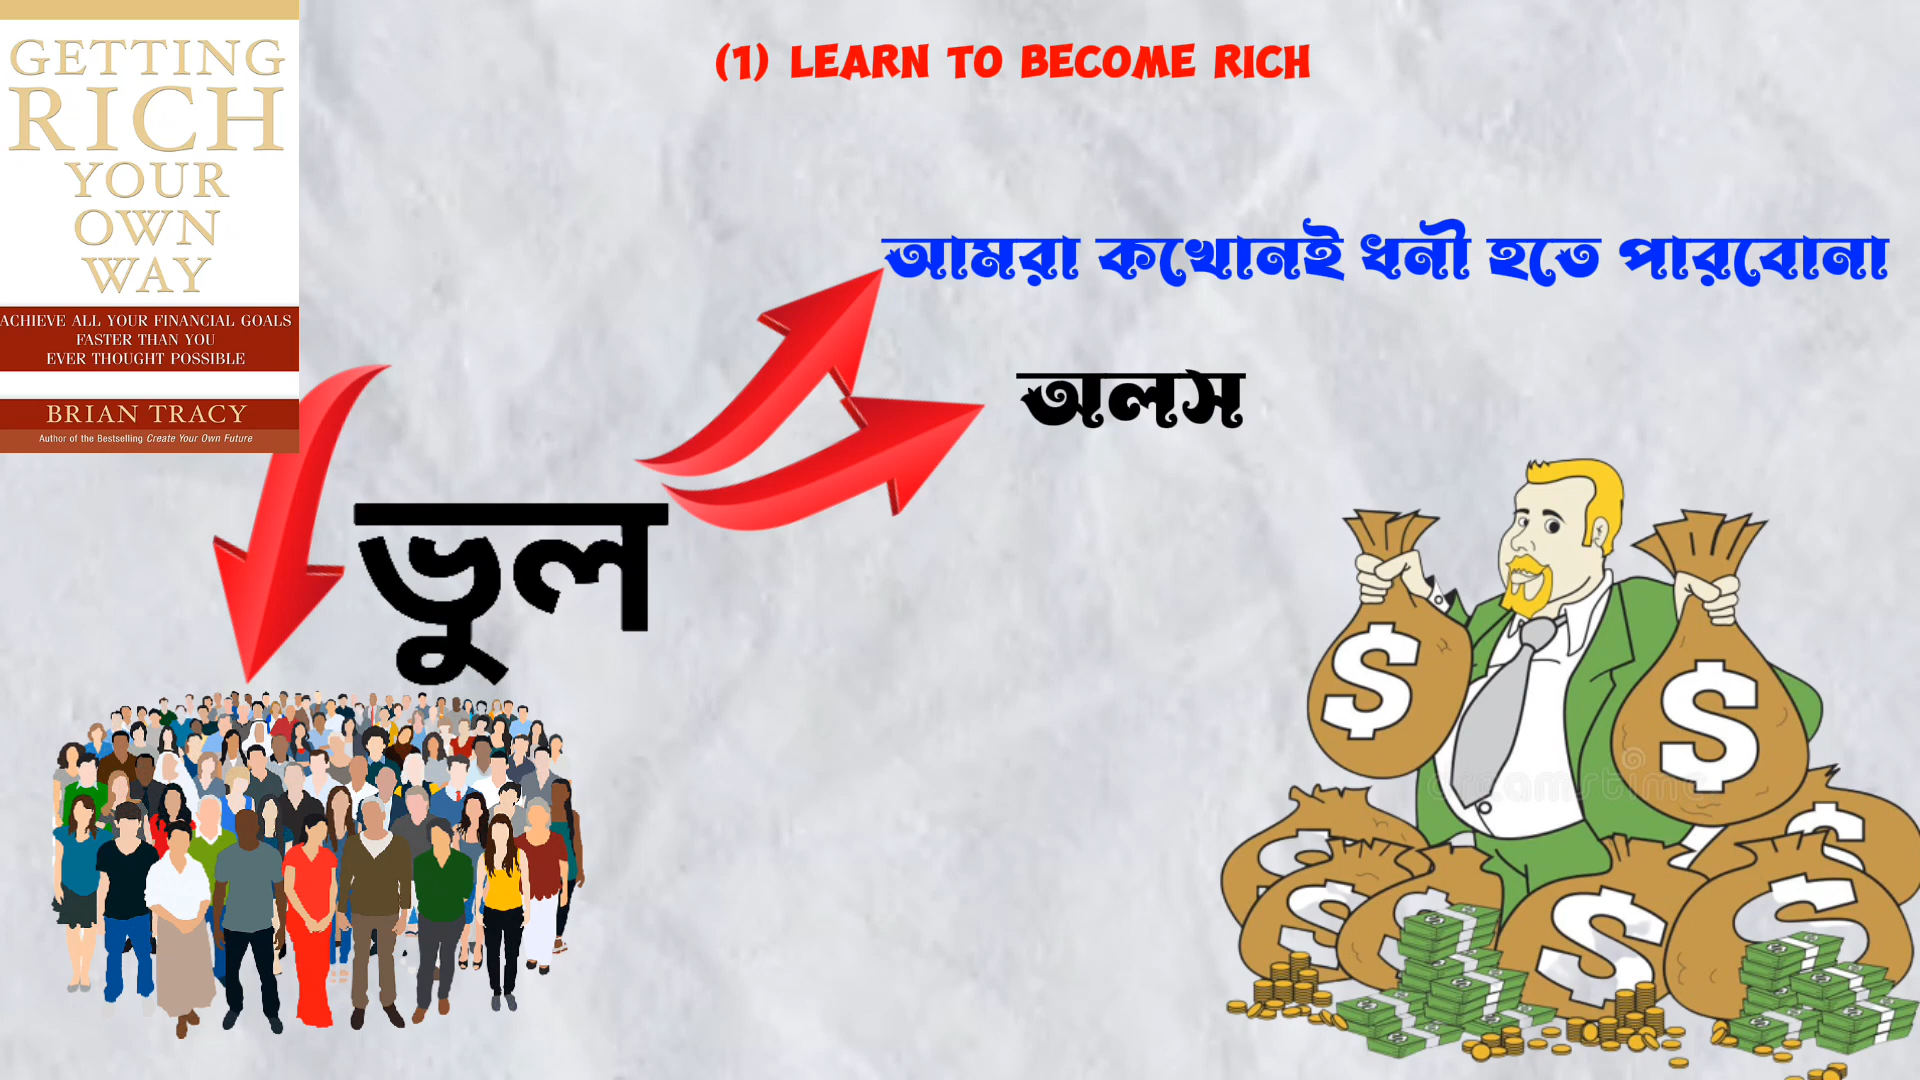 GETTING
RICH
YOUR
OWN
WAY
ACHIEVE ALL YOUR FINANCIAL GOALS
FASTER THAN YOU
EVER THOUGHT POSSIBLE
BRIAN TRACY
Author of the Bestselling Create Your Own Future
(1) LEARN TO BECOME RICH
আমরা কখোনই ধনী হতে পারবোনা
অলস
ভুল
$ $
dreamstime